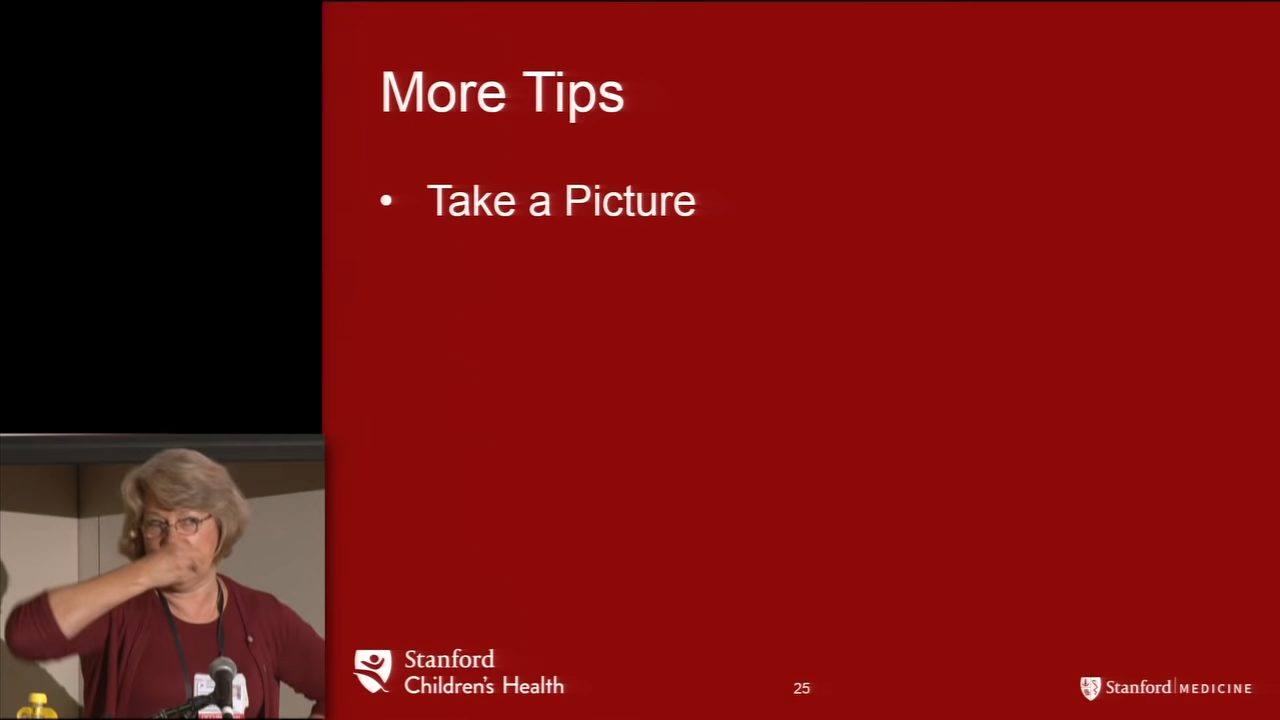 More Tips
• Take a Picture
Stanford
Children's Health
25
Stanford MEDICINE